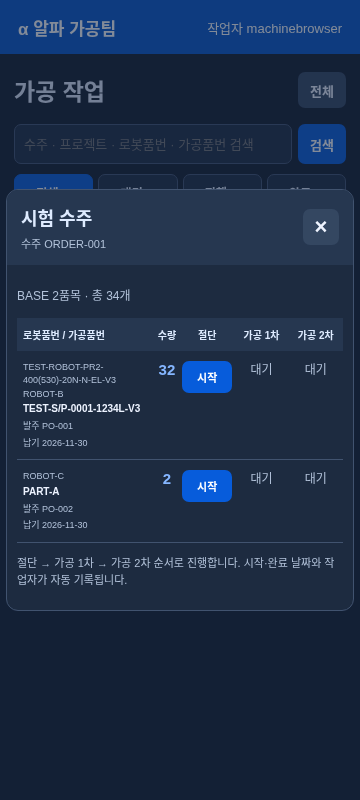 α 알파 가공팀
작업자 machinebrowser
가공 작업
전체
수주 · 프로젝트 · 로봇품번 · 가공품번 검색
검색
시험 수주
수주 ORDER-001
×
BASE 2품목 · 총 34개
로봇품번 / 가공품번 수량 절단 가공 1차 가공 2차
TEST-ROBOT-PR2-
400(530)-20N-N-EL-V3
ROBOT-B
TEST-S/P-0001-1234L-V3
발주 PO-001
납기 2026-11-30
32 시작 대기 대기
ROBOT-C
PART-A
발주 PO-002
납기 2026-11-30
2 시작 대기 대기
절단 → 가공 1차 → 가공 2차 순서로 진행합니다. 시작·완료 날짜와 작
업자가 자동 기록됩니다.